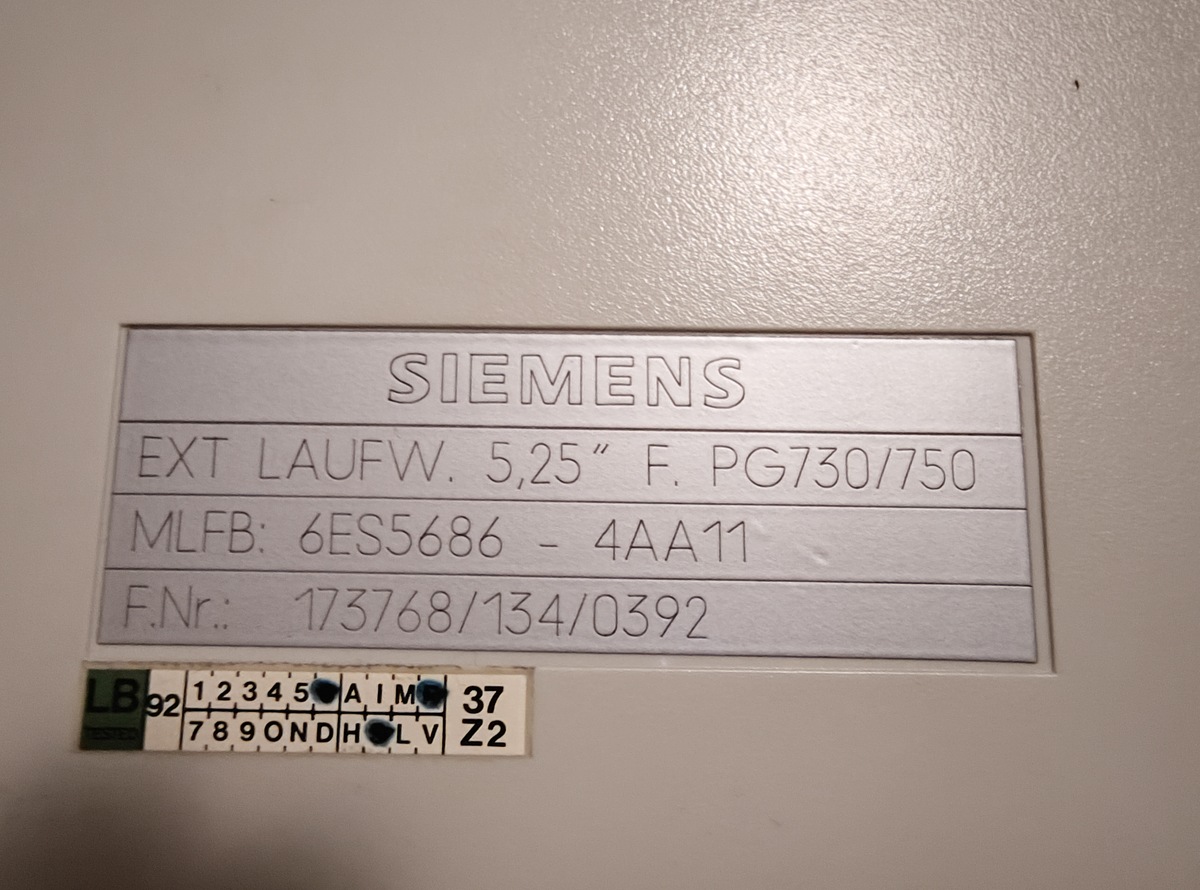 SIEMENS
EXT LAUFW. 5,25" F. PG730/750
MLFB: 6ES5686 - 4AA11
F.Nr.: 173768/134/0392
LB 92 1 2 3 4 5 A I M 37
TESTED 7 8 9 O N D H L V Z2